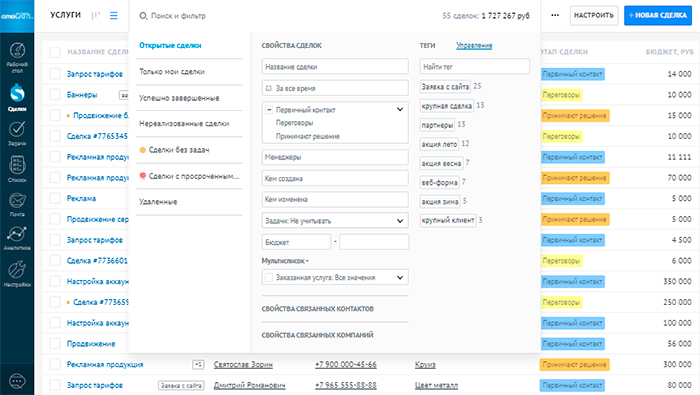 amoCRM.
УСЛУГИ
Поиск и фильтр
55 сделок: 1 727 267 руб
НАСТРОИТЬ
+ НОВАЯ СДЕЛКА
Рабочий стол
Сделки
Задачи
Списки
Почта
Аналитика
Настройки
Открытые сделки
Только мои сделки
Успешно завершенные
Нереализованные сделки
Сделки без задач
Сделки с просроченным...
Удаленные
СВОЙСТВА СДЕЛОК
Название сделки
За все время
Первичный контакт
Переговоры
Принимают решение
Менеджеры
Кем создана
Кем изменена
Задачи: Не учитывать
Бюджет -
Мультисписок
Заказанная услуга: Все значения
СВОЙСТВА СВЯЗАННЫХ КОНТАКТОВ
СВОЙСТВА СВЯЗАННЫХ КОМПАНИЙ
ТЕГИ Управление
Найти тег
Заявка с сайта 25
крупная сделка 13
партнеры 13
акция лето 12
акция весна 7
веб-форма 7
акция зима 5
крупный клиент 3
НАЗВАНИЕ СДЕЛКИ ЭТАП СДЕЛКИ БЮДЖЕТ, РУБ
Запрос тарифов Первичный контакт 14 000
Баннеры Переговоры 10 000
Продвижение Принимают решение 15 000
Сделка #7765345 Переговоры 10 000
Рекламная продукц Первичный контакт 11 111
Рекламная продукц Принимают решение 70 000
Реклама Первичный контакт 5 000
Продвижение сер Принимают решение 5 000
Запрос тарифов Первичный контакт 4 500
Сделка #7736601 Переговоры 6 000
Настройка аккаун Первичный контакт 350 000
Сделка #773659 Переговоры 250 000
Настройка аккаун Первичный контакт 100 000
Продвижение Первичный контакт 56 000
Рекламная продукция +1 Святослав Зорин +7 900 000-45-66 Круиз Принимают решение 300 000
Запрос тарифов Заявка с сайта Дмитрий Романович +7 965 555-88-88 Цвет металл Первичный контакт 80 000